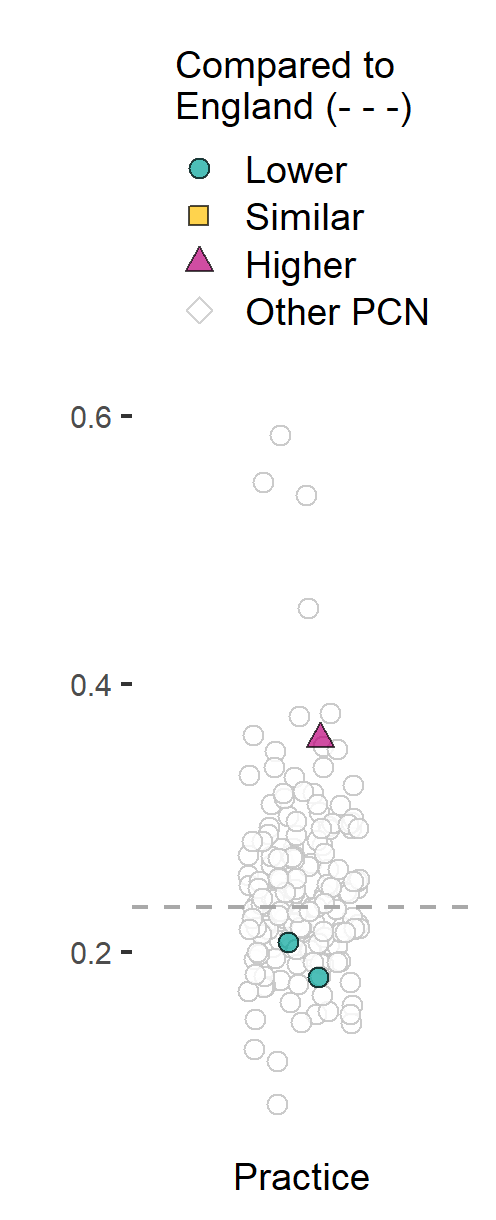 Compared to
England (- - -)
Lower
Similar
Higher
Other PCN
0.6
0.4
0.2
Practice